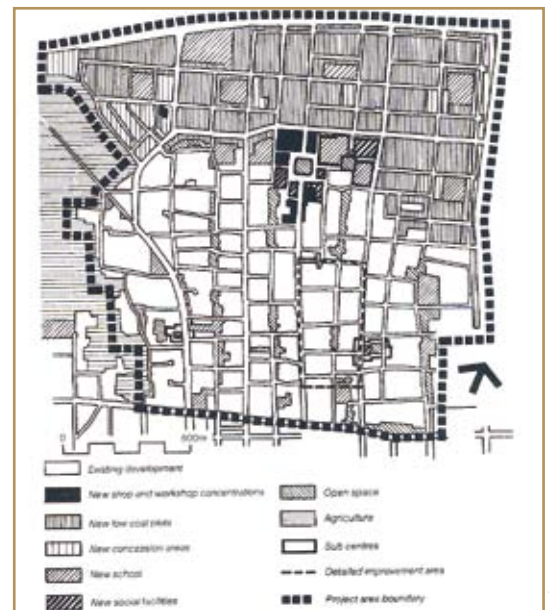 0 600m
Existing development
New shop and workshop concentrations
New low cost plots
New concession areas
New school
New social facilities
Open space
Agriculture
Sub centres
Detailed improvement area
Project area boundary